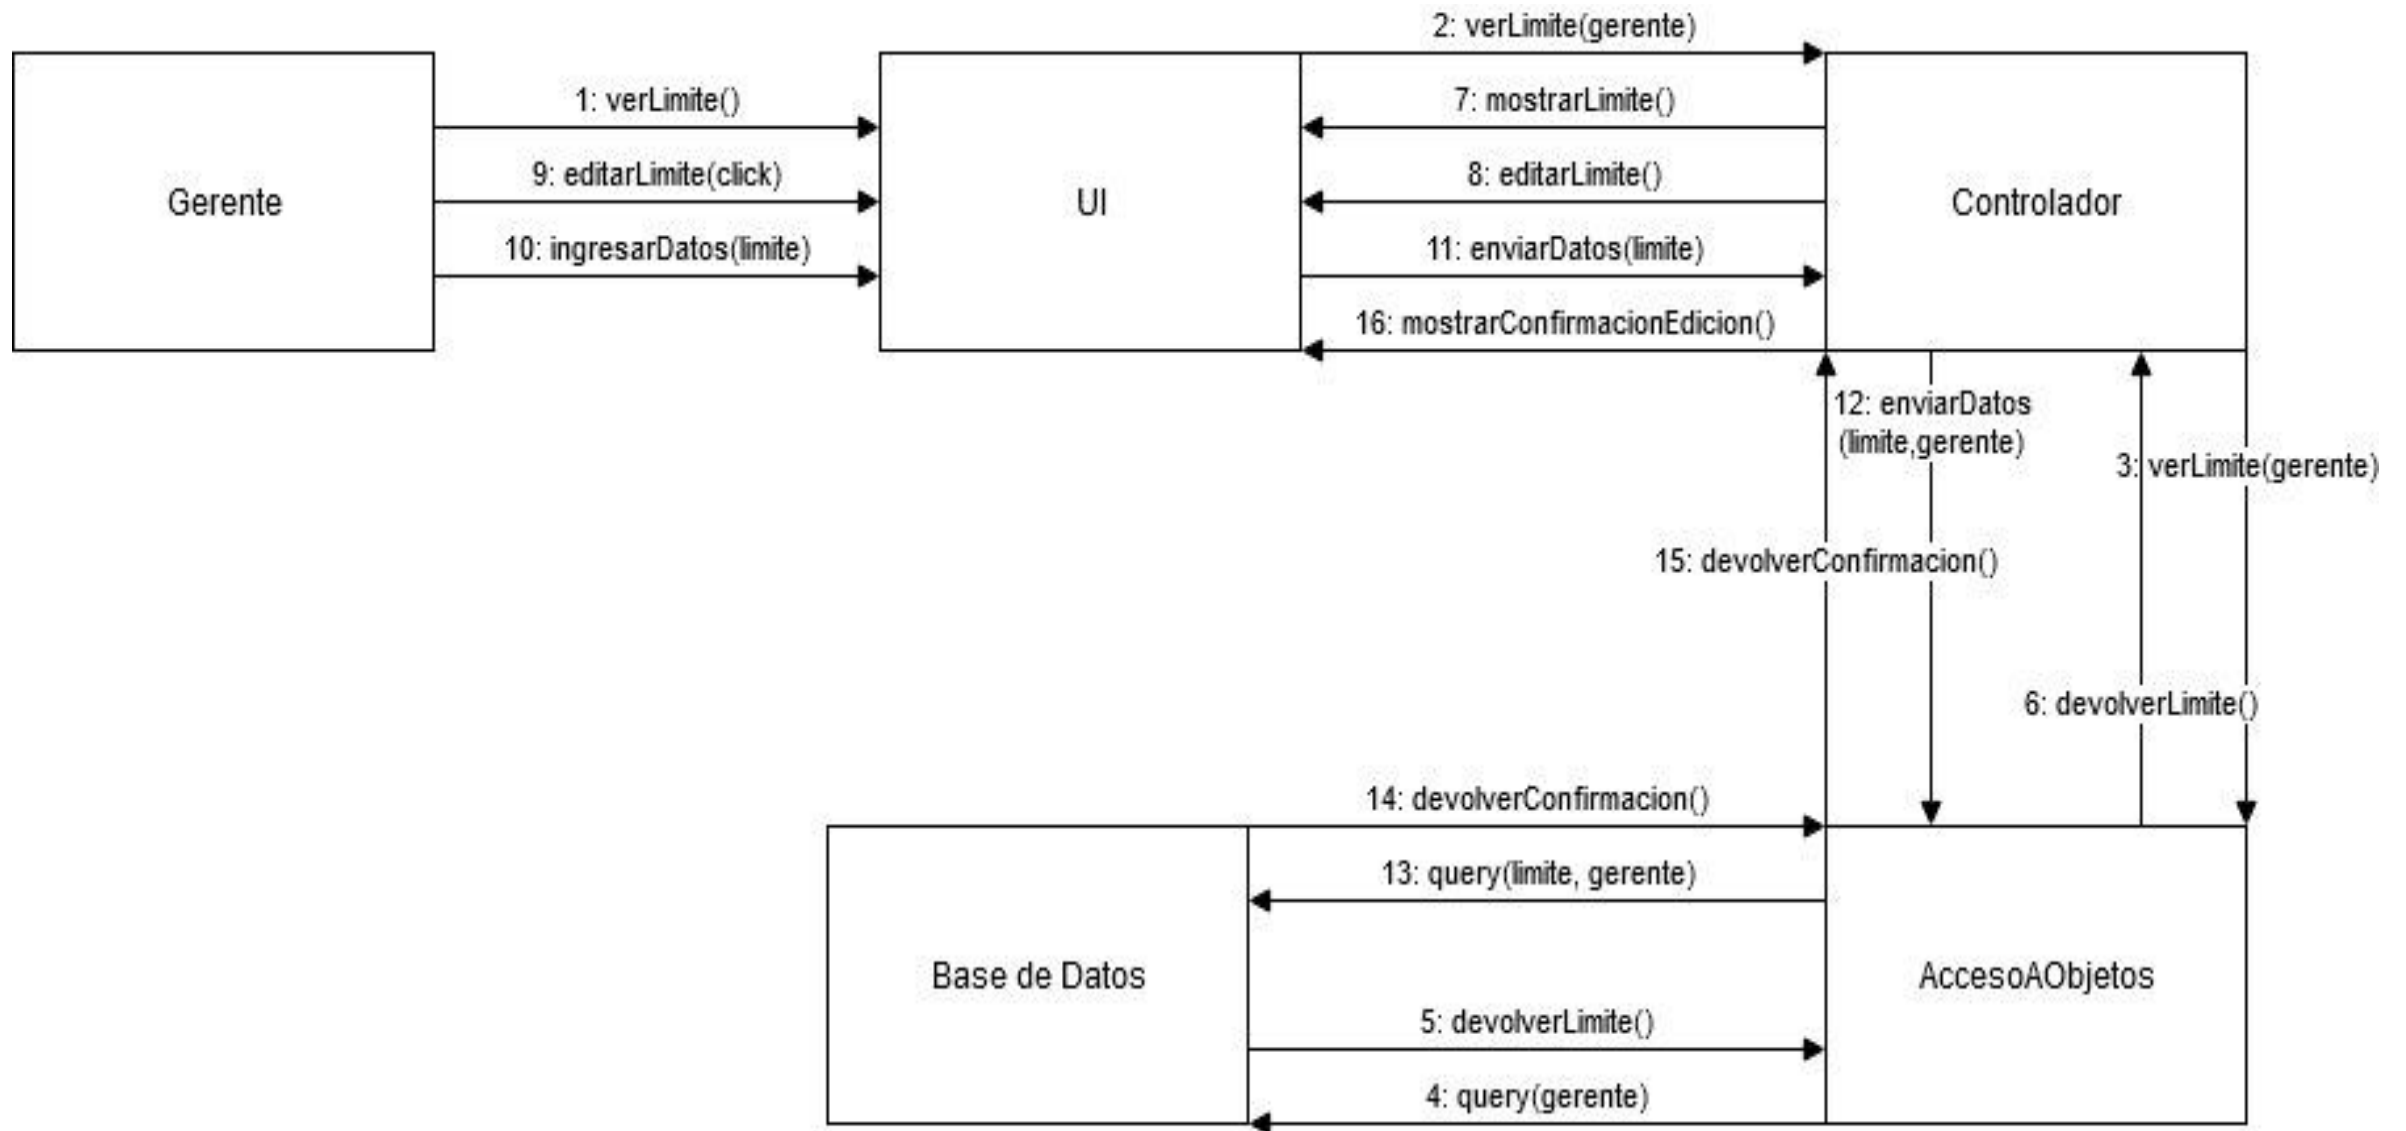 2: verLimite(gerente)
1: verLimite()
7: mostrarLimite()
9: editarLimite(click)
8: editarLimite()
Gerente
UI
Controlador
10: ingresarDatos(limite)
11: enviarDatos(limite)
16: mostrarConfirmacionEdicion()
12: enviarDatos
(limite,gerente)
3: verLimite(gerente)
15: devolverConfirmacion()
6: devolverLimite()
14: devolverConfirmacion()
13: query(limite, gerente)
Base de Datos
AccesoAObjetos
5: devolverLimite()
4: query(gerente)